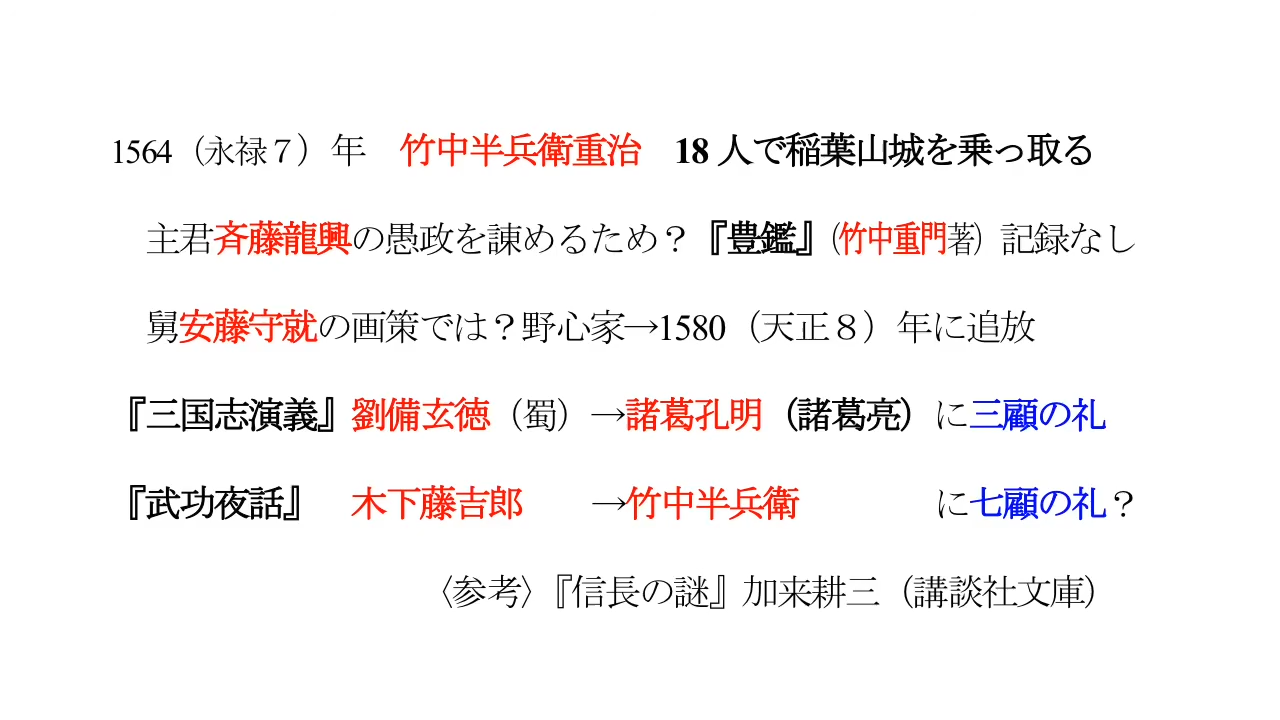 1564（永禄７）年　竹中半兵衛重治　18人で稲葉山城を乗っ取る
主君斉藤龍興の愚政を諫めるため？『豊鑑』（竹中重門著）記録なし
舅安藤守就の画策では？野心家→1580（天正８）年に追放
『三国志演義』劉備玄徳（蜀）→諸葛孔明（諸葛亮）に三顧の礼
『武功夜話』　木下藤吉郎　　→竹中半兵衛　　　　に七顧の礼？
〈参考〉『信長の謎』加来耕三（講談社文庫）